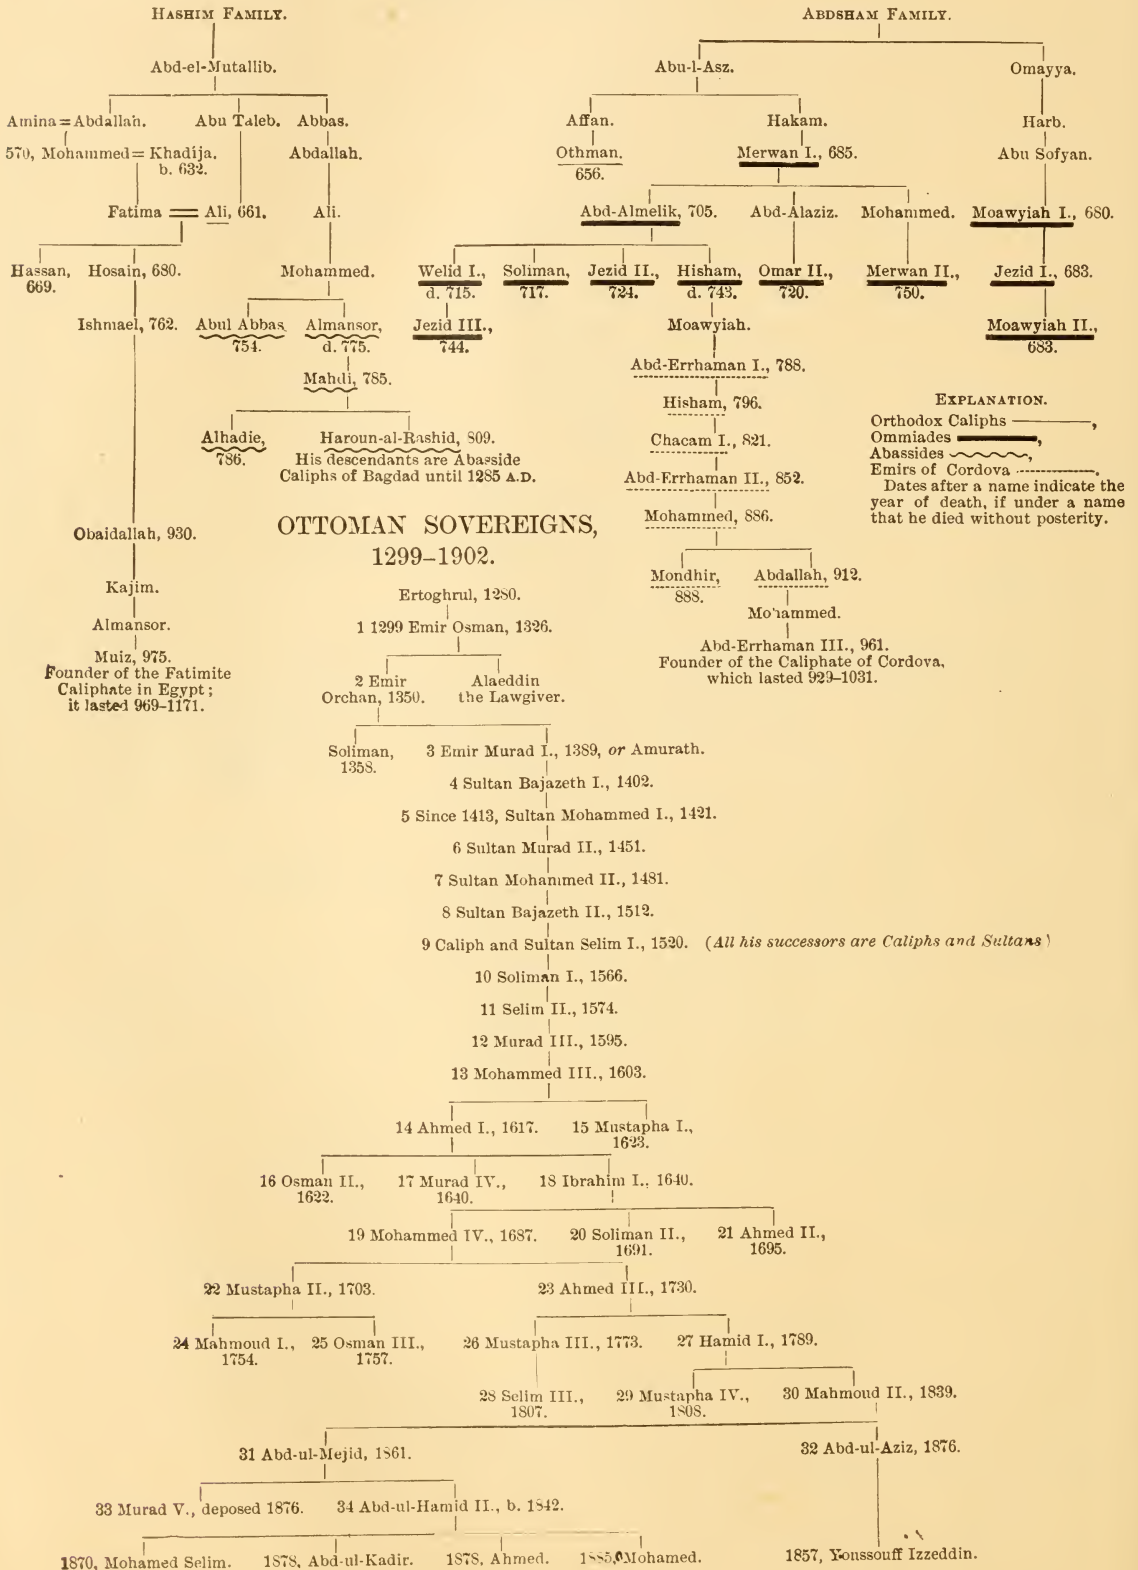 HASHIM FAMILY.
ABDSHAM FAMILY.
Abd-el-Mutallib.
Abu-l-Asz.
Omayya.
Amina = Abdallah.
Abu Taleb.
Abbas.
Affan.
Hakam.
Harb.
570, Mohammed = Khadija.
b. 632.
Abdallah.
Othman.
656.
Merwan I., 685.
Abu Sofyan.
Fatima = Ali, 661.
Ali.
Abd-Almelik, 705.
Abd-Alaziz.
Mohammed.
Moawyiah I., 680.
Hassan,
669.
Hosain, 680.
Mohammed.
Welid I.,
d. 715.
Soliman,
717.
Jezid II.,
724.
Hisham,
d. 743.
Omar II.,
720.
Merwan II.,
750.
Jezid I., 683.
Ishmael, 762.
Abul Abbas
754.
Almansor,
d. 775.
Jezid III.,
744.
Moawyiah.
Moawyiah II.,
683.
Mahdi, 785.
Abd-Errhaman I., 788.
Hisham, 796.
Alhadie,
786.
Haroun-al-Rashid, 809.
His descendants are Abasside
Caliphs of Bagdad until 1285 A.D.
Chacam I., 821.
Abd-Errhaman II., 852.
Mohammed, 886.
EXPLANATION.
Orthodox Caliphs ,
Ommiades ,
Abassides ,
Emirs of Cordova .
Dates after a name indicate the
year of death, if under a name
that he died without posterity.
Obaidallah, 930.
Kajim.
Almansor.
Muiz, 975.
Founder of the Fatimite
Caliphate in Egypt;
it lasted 969-1171.
Mondhir,
888.
Abdallah, 912.
Mohammed.
Abd-Errhaman III., 961.
Founder of the Caliphate of Cordova,
which lasted 929-1031.
OTTOMAN SOVEREIGNS,
1299-1902.
Ertoghrul, 1280.
1 1299 Emir Osman, 1326.
2 Emir
Orchan, 1350.
Alaeddin
the Lawgiver.
Soliman,
1358.
3 Emir Murad I., 1389, or Amurath.
4 Sultan Bajazeth I., 1402.
5 Since 1413, Sultan Mohammed I., 1421.
6 Sultan Murad II., 1451.
7 Sultan Mohammed II., 1481.
8 Sultan Bajazeth II., 1512.
9 Caliph and Sultan Selim I., 1520. (All his successors are Caliphs and Sultans)
10 Soliman I., 1566.
11 Selim II., 1574.
12 Murad III., 1595.
13 Mohammed III., 1603.
14 Ahmed I., 1617.
15 Mustapha I.,
1623.
16 Osman II.,
1622.
17 Murad IV.,
1640.
18 Ibrahim I., 1640.
19 Mohammed IV., 1687.
20 Soliman II.,
1691.
21 Ahmed II.,
1695.
22 Mustapha II., 1703.
23 Ahmed III., 1730.
24 Mahmoud I.,
1754.
25 Osman III.,
1757.
26 Mustapha III., 1773.
27 Hamid I., 1789.
28 Selim III.,
1807.
29 Mustapha IV.,
1808.
30 Mahmoud II., 1839.
31 Abd-ul-Mejid, 1861.
32 Abd-ul-Aziz, 1876.
33 Murad V., deposed 1876.
34 Abd-ul-Hamid II., b. 1842.
1870, Mohamed Selim.
1878, Abd-ul-Kadir.
1878, Ahmed.
1885, Mohamed.
1857, Youssouff Izzeddin.